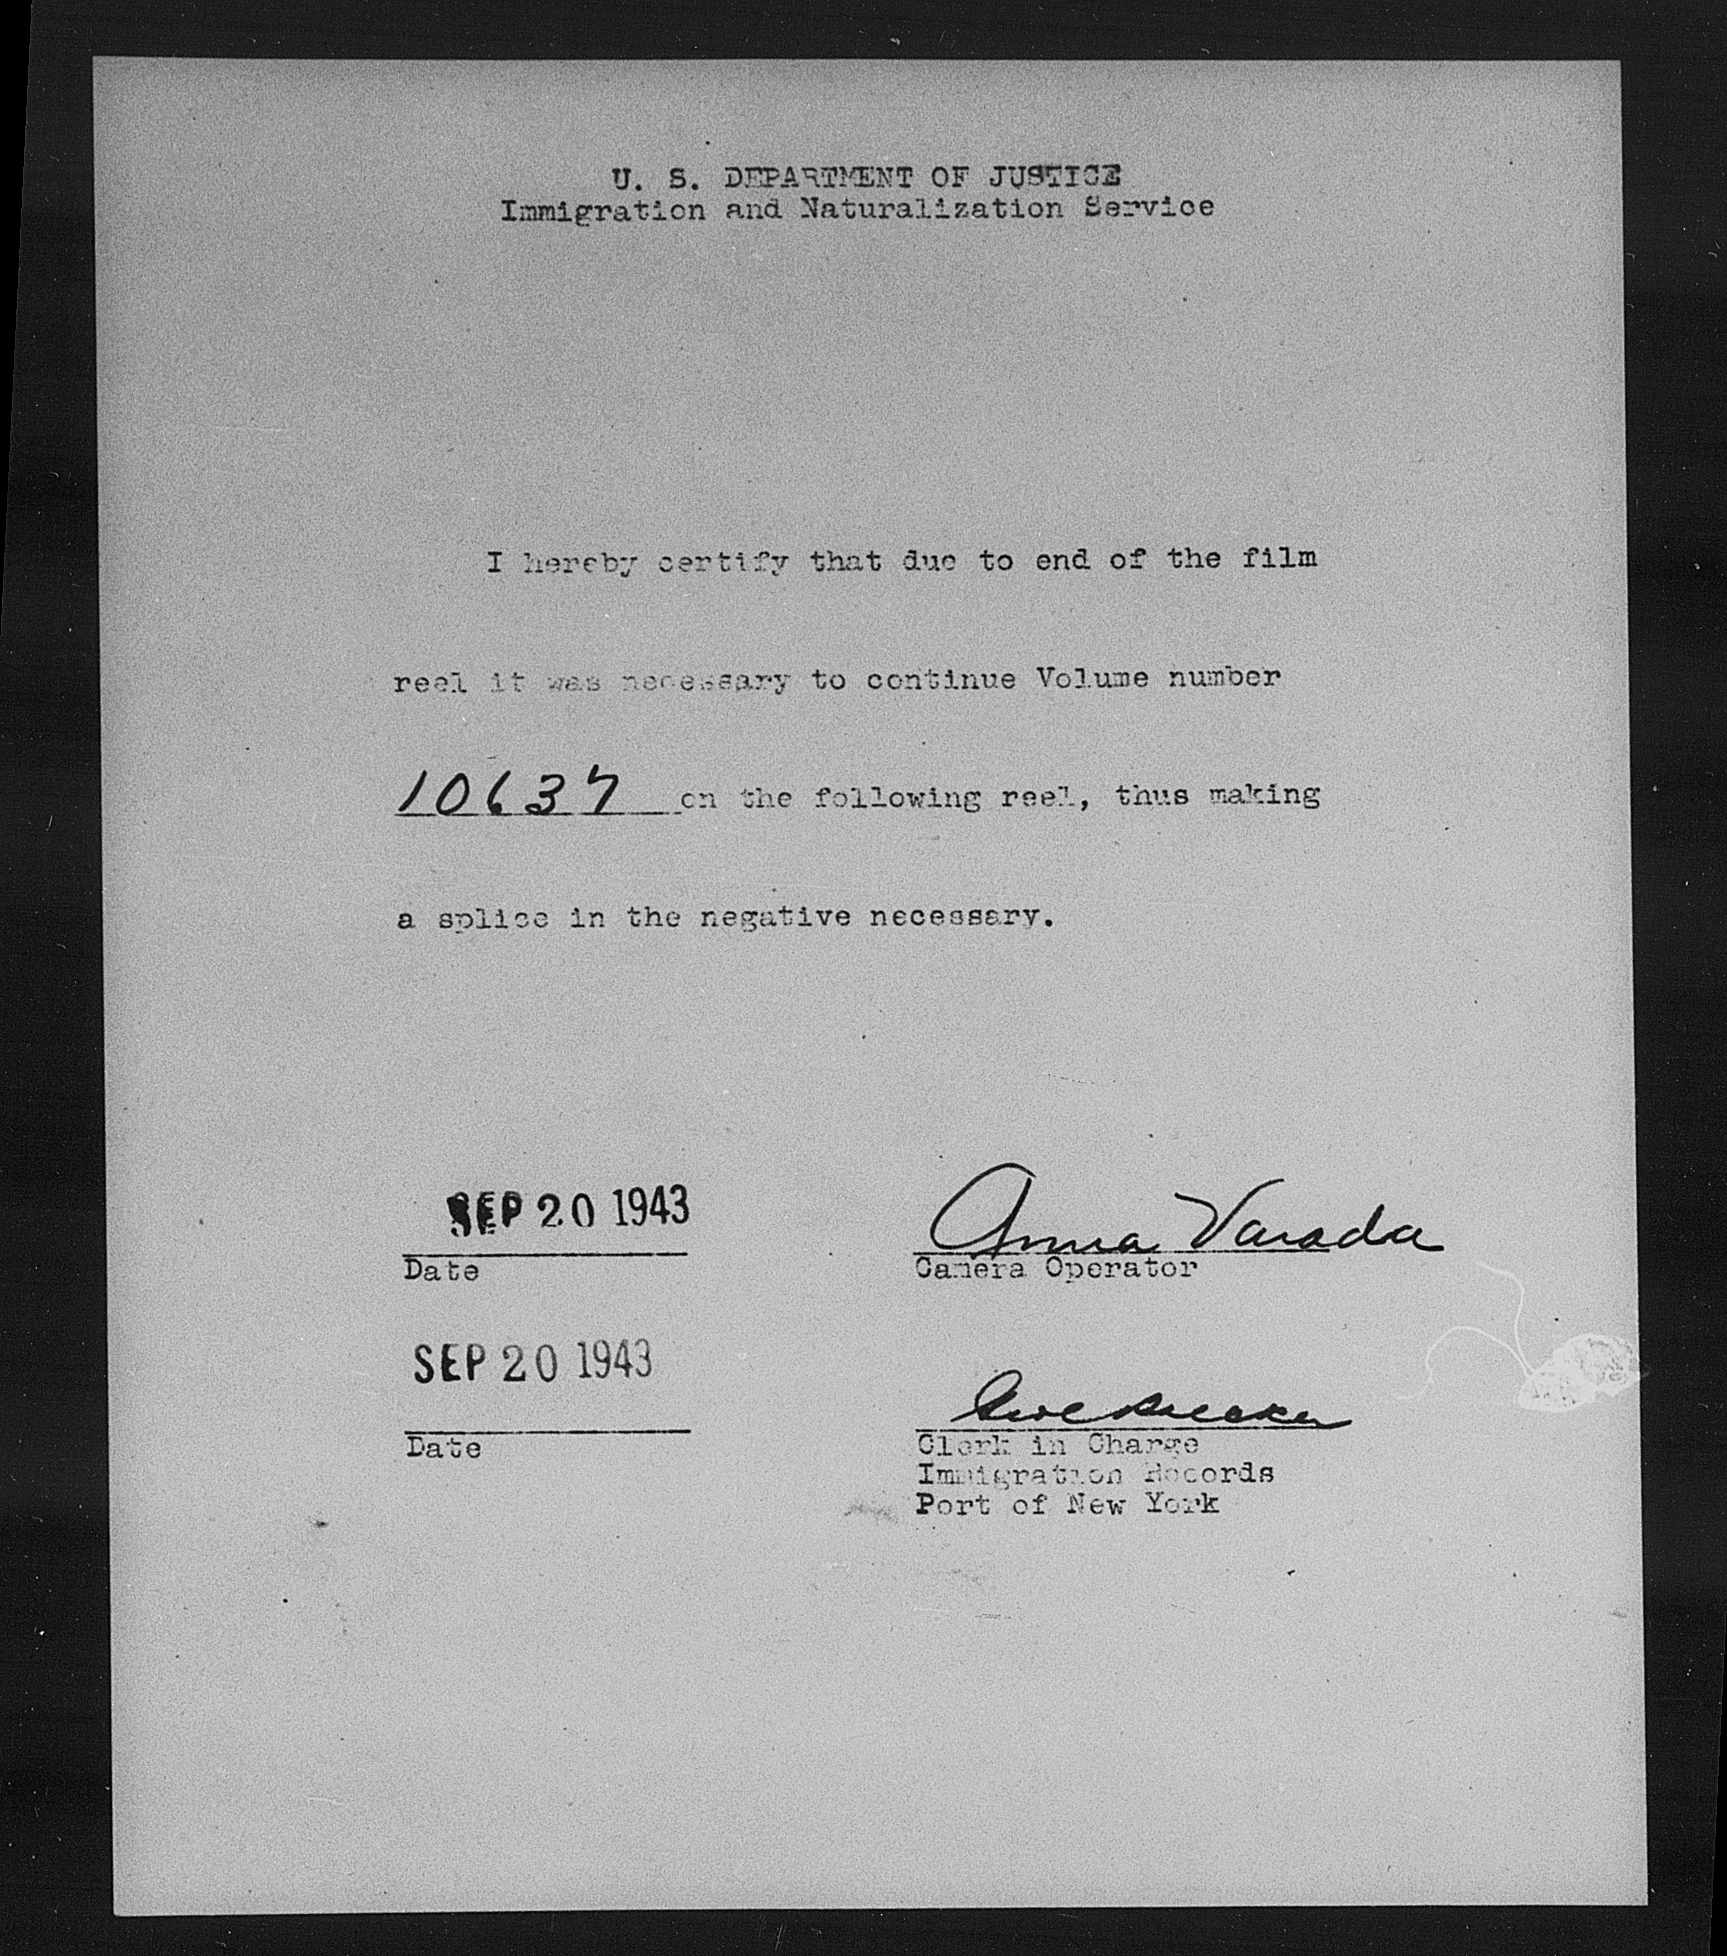 U. S. DEPARTMENT OF JUSTICE
Immigration and Naturalization Service
I hereby certify that due to end of the film
reel it was necessary to continue Volume number
10637 on the following reel, thus making
a splice in the negative necessary.
SEP 20 1943
Anna Varada
Date
Camera Operator
SEP 20 1943
Date
Clerk in Charge
Immigration Records
Port of New York